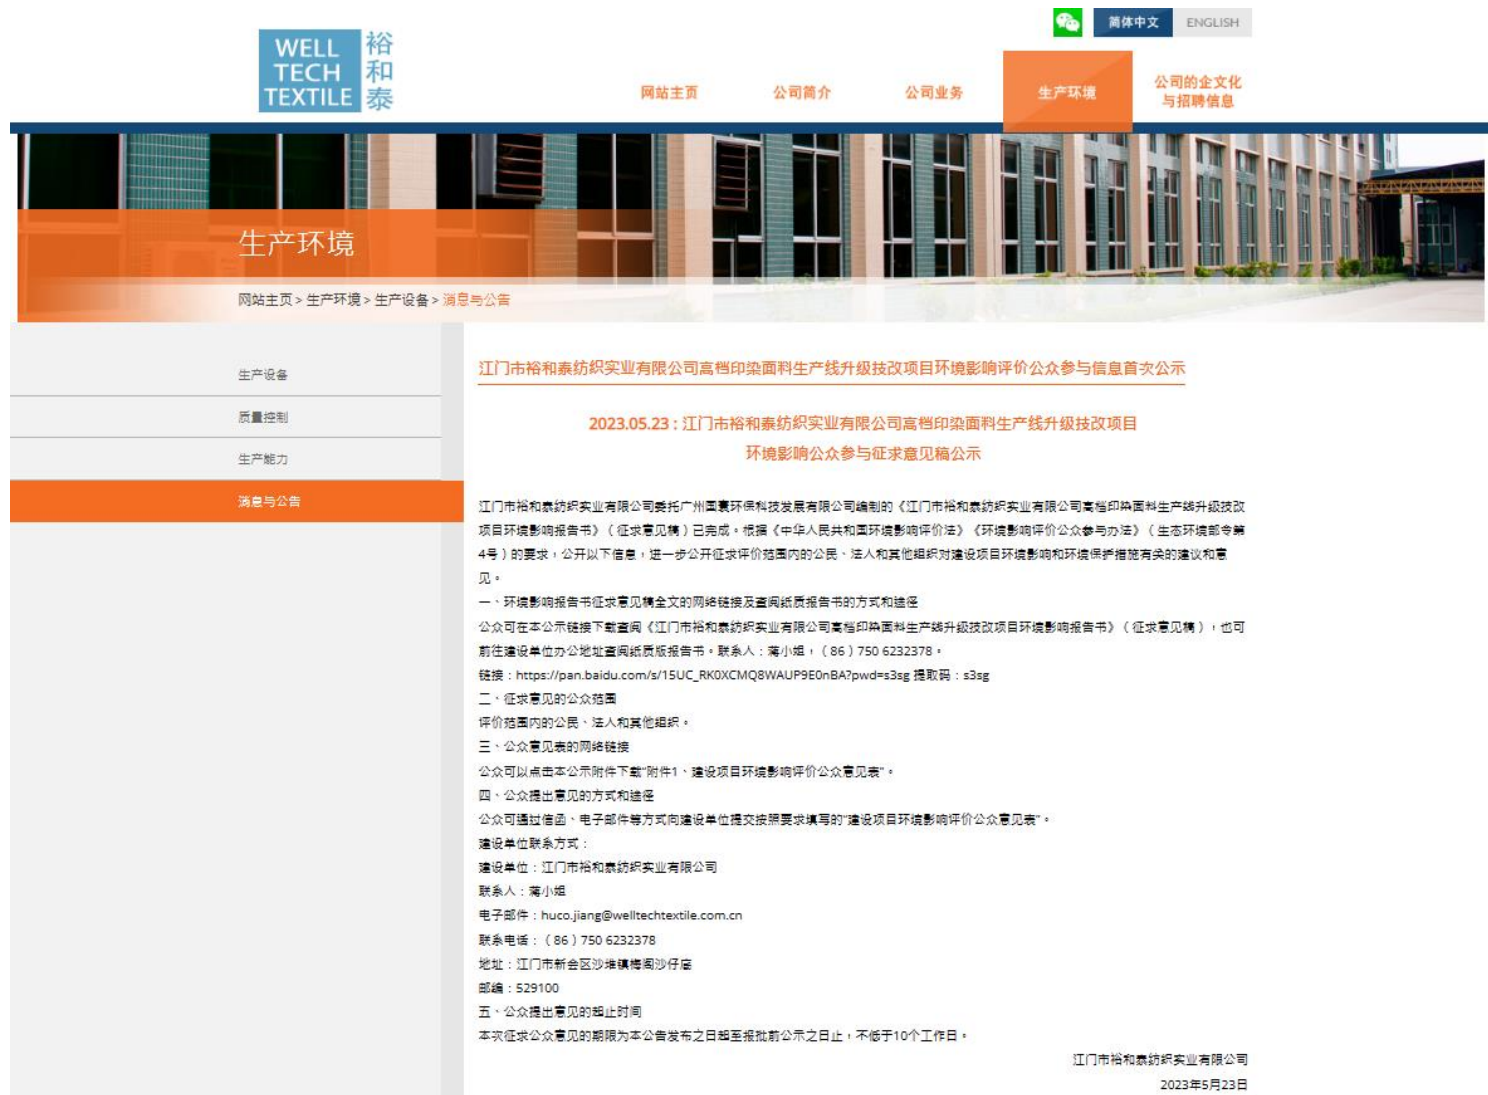 简体中文 ENGLISH
WELL 裕
TECH 和
TEXTILE 泰
网站主页 公司简介 公司业务 生产环境 公司的企文化
与招聘信息
生产环境
网站主页 > 生产环境 > 生产设备 > 消息与公告
生产设备
质量控制
生产能力
消息与公告
江门市裕和泰纺织实业有限公司高档印染面料生产线升级技改项目环境影响评价公众参与信息首次公示
2023.05.23 : 江门市裕和泰纺织实业有限公司高档印染面料生产线升级技改项目
环境影响公众参与征求意见稿公示
江门市裕和泰纺织实业有限公司委托广州国寰环保科技发展有限公司编制的《江门市裕和泰纺织实业有限公司高档印染面料生产线升级技改
项目环境影响报告书》（征求意见稿）已完成。根据《中华人民共和国环境影响评价法》《环境影响评价公众参与办法》（生态环境部令第
4号）的要求，公开以下信息，进一步公开征求评价范围内的公民、法人和其他组织对建设项目环境影响和环境保护措施有关的建议和意
见。
一、环境影响报告书征求意见稿全文的网络链接及查阅纸质报告书的方式和途径
公众可在本公示链接下载查阅《江门市裕和泰纺织实业有限公司高档印染面料生产线升级技改项目环境影响报告书》（征求意见稿），也可
前往建设单位办公地址查阅纸质版报告书。联系人：蒋小姐，（86）750 6232378。
链接：https://pan.baidu.com/s/15UC_RK0XCMQ8WAUP9E0nBA?pwd=s3sg 提取码：s3sg
二、征求意见的公众范围
评价范围内的公民、法人和其他组织。
三、公众意见表的网络链接
公众可以点击本公示附件下载"附件1、建设项目环境影响评价公众意见表"。
四、公众提出意见的方式和途径
公众可通过信函、电子邮件等方式向建设单位提交按照要求填写的"建设项目环境影响评价公众意见表"。
建设单位联系方式：
建设单位：江门市裕和泰纺织实业有限公司
联系人：蒋小姐
电子邮件：huco.jiang@welltechtextile.com.cn
联系电话：（86）750 6232378
地址：江门市新会区沙堆镇梅阁沙仔底
邮编：529100
五、公众提出意见的起止时间
本次征求公众意见的期限为本公告发布之日起至报批前公示之日止，不低于10个工作日。
江门市裕和泰纺织实业有限公司
2023年5月23日